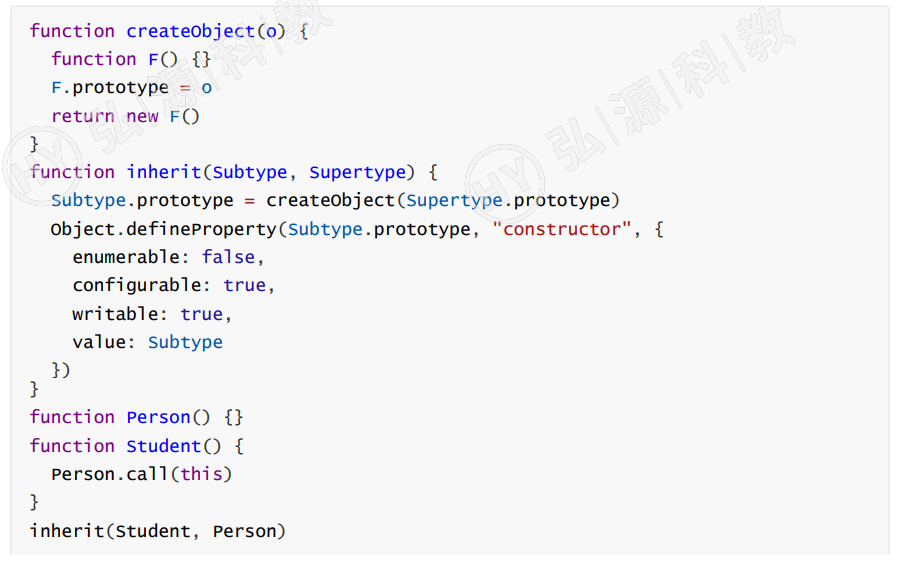 function createObject(o) {
  function F() {}
  F.prototype = o
  return new F()
}
function inherit(Subtype, Supertype) {
  Subtype.prototype = createObject(Supertype.prototype)
  Object.defineProperty(Subtype.prototype, "constructor", {
    enumerable: false,
    configurable: true,
    writable: true,
    value: Subtype
  })
}
function Person() {}
function Student() {
  Person.call(this)
}
inherit(Student, Person)
HY 弘|源|科|教
HY 弘|源|科|教